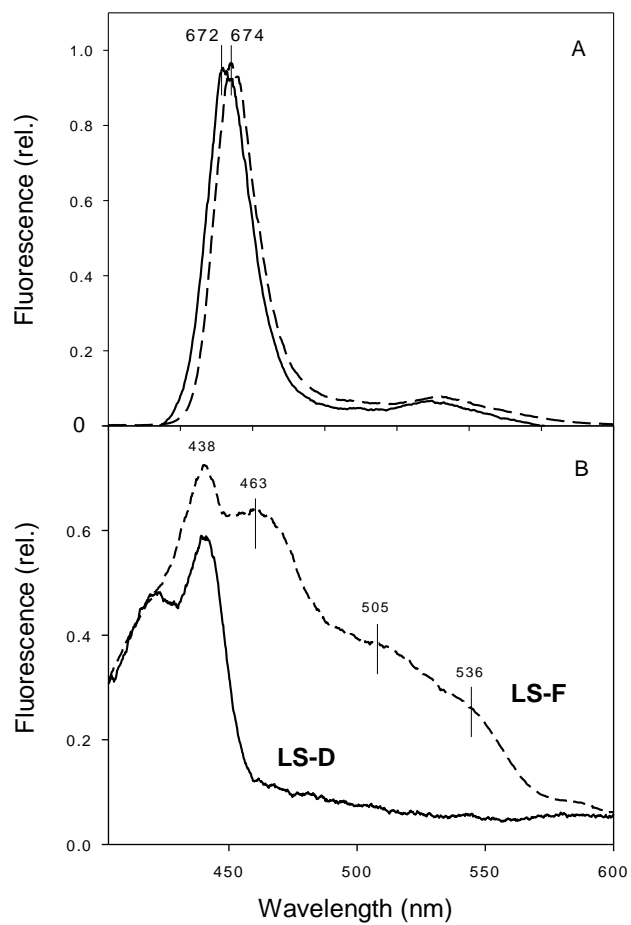 672 674
A
1.0
0.8
0.6
0.4
0.2
0
Fluorescence (rel.)
B
438
463
505
536
LS-F
LS-D
0.6
0.4
0.2
0.0
Fluorescence (rel.)
450 500 550 600
Wavelength (nm)